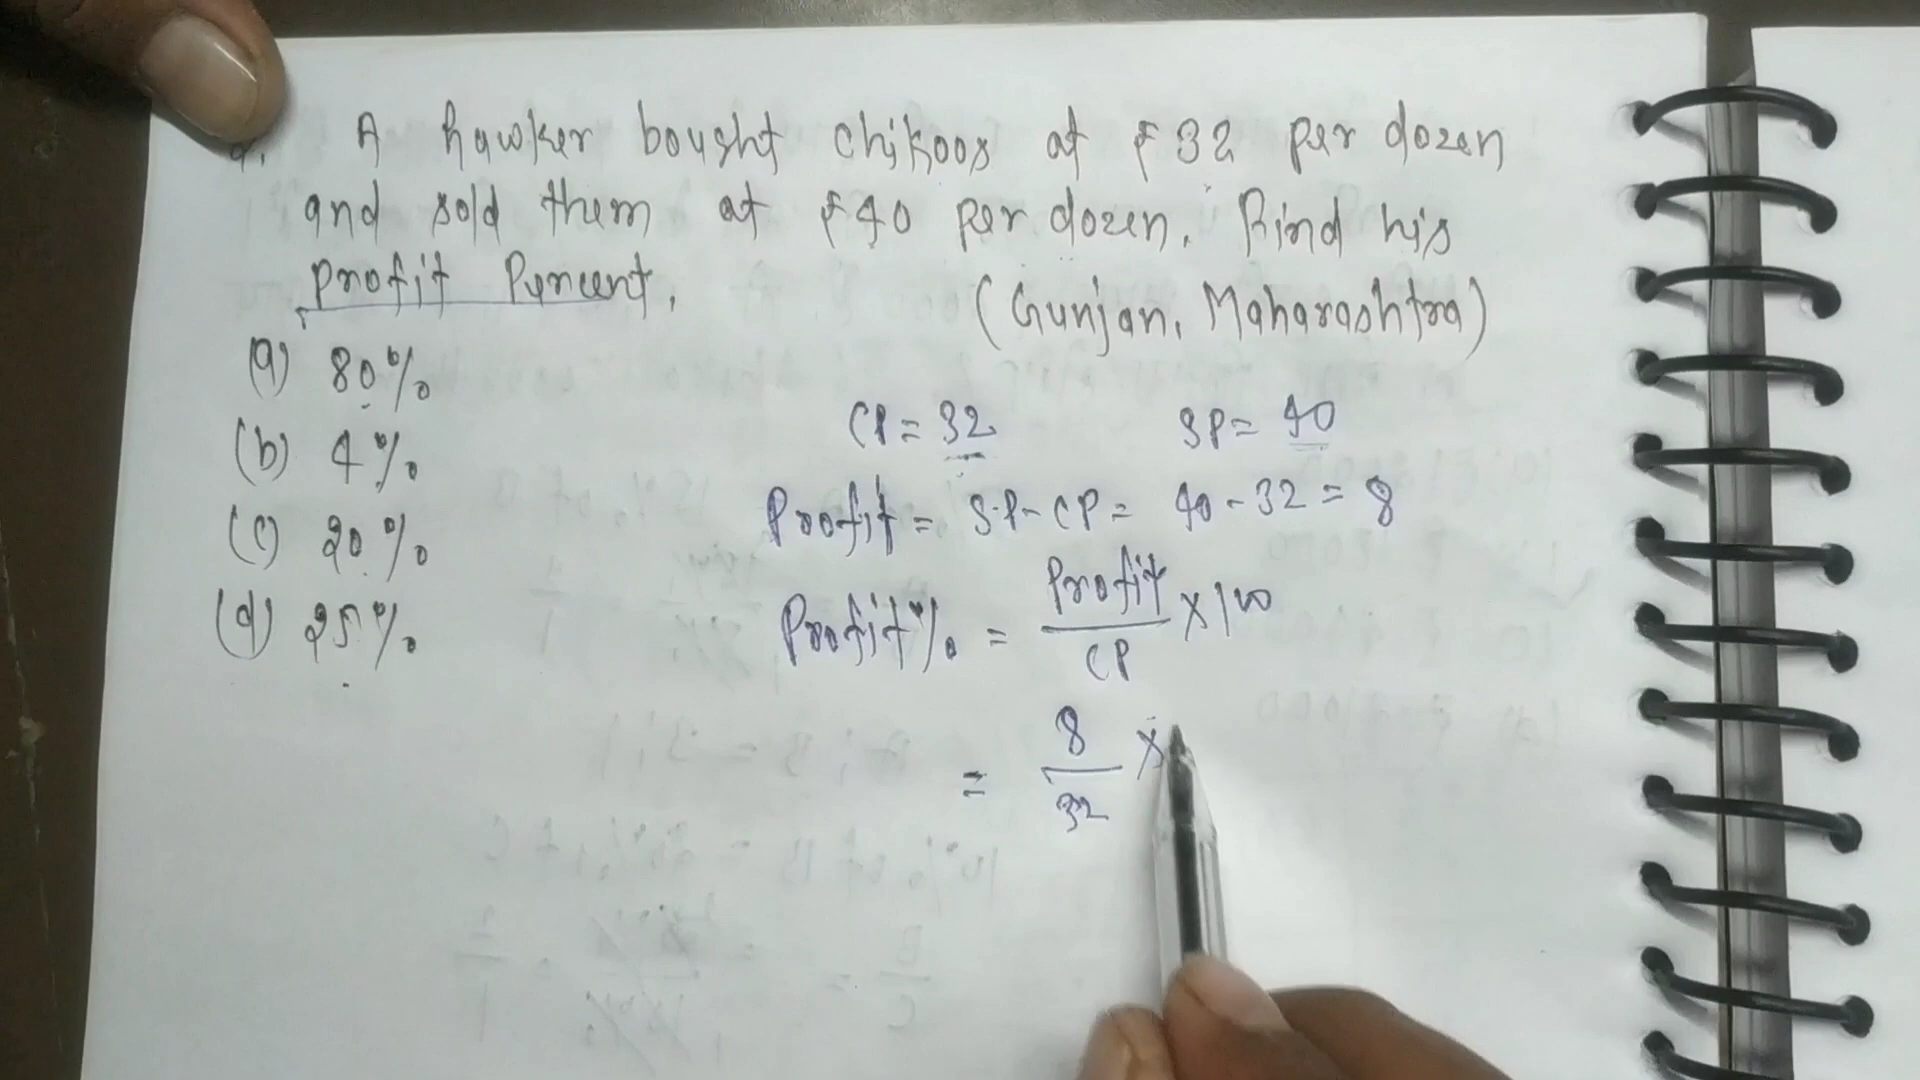 Q. A hawker bought chikoos at ₹32 per dozen
and sold them at ₹40 per dozen. Find his
Profit Percent.
(Gunjan, Maharashtra)
(a) 80%
(b) 4%
(c) 20%
(d) 25%
CP = 32 SP = 40
Profit = S.P - CP = 40 - 32 = 8
Profit% = Profit/CP × 100
= 8/32 ×